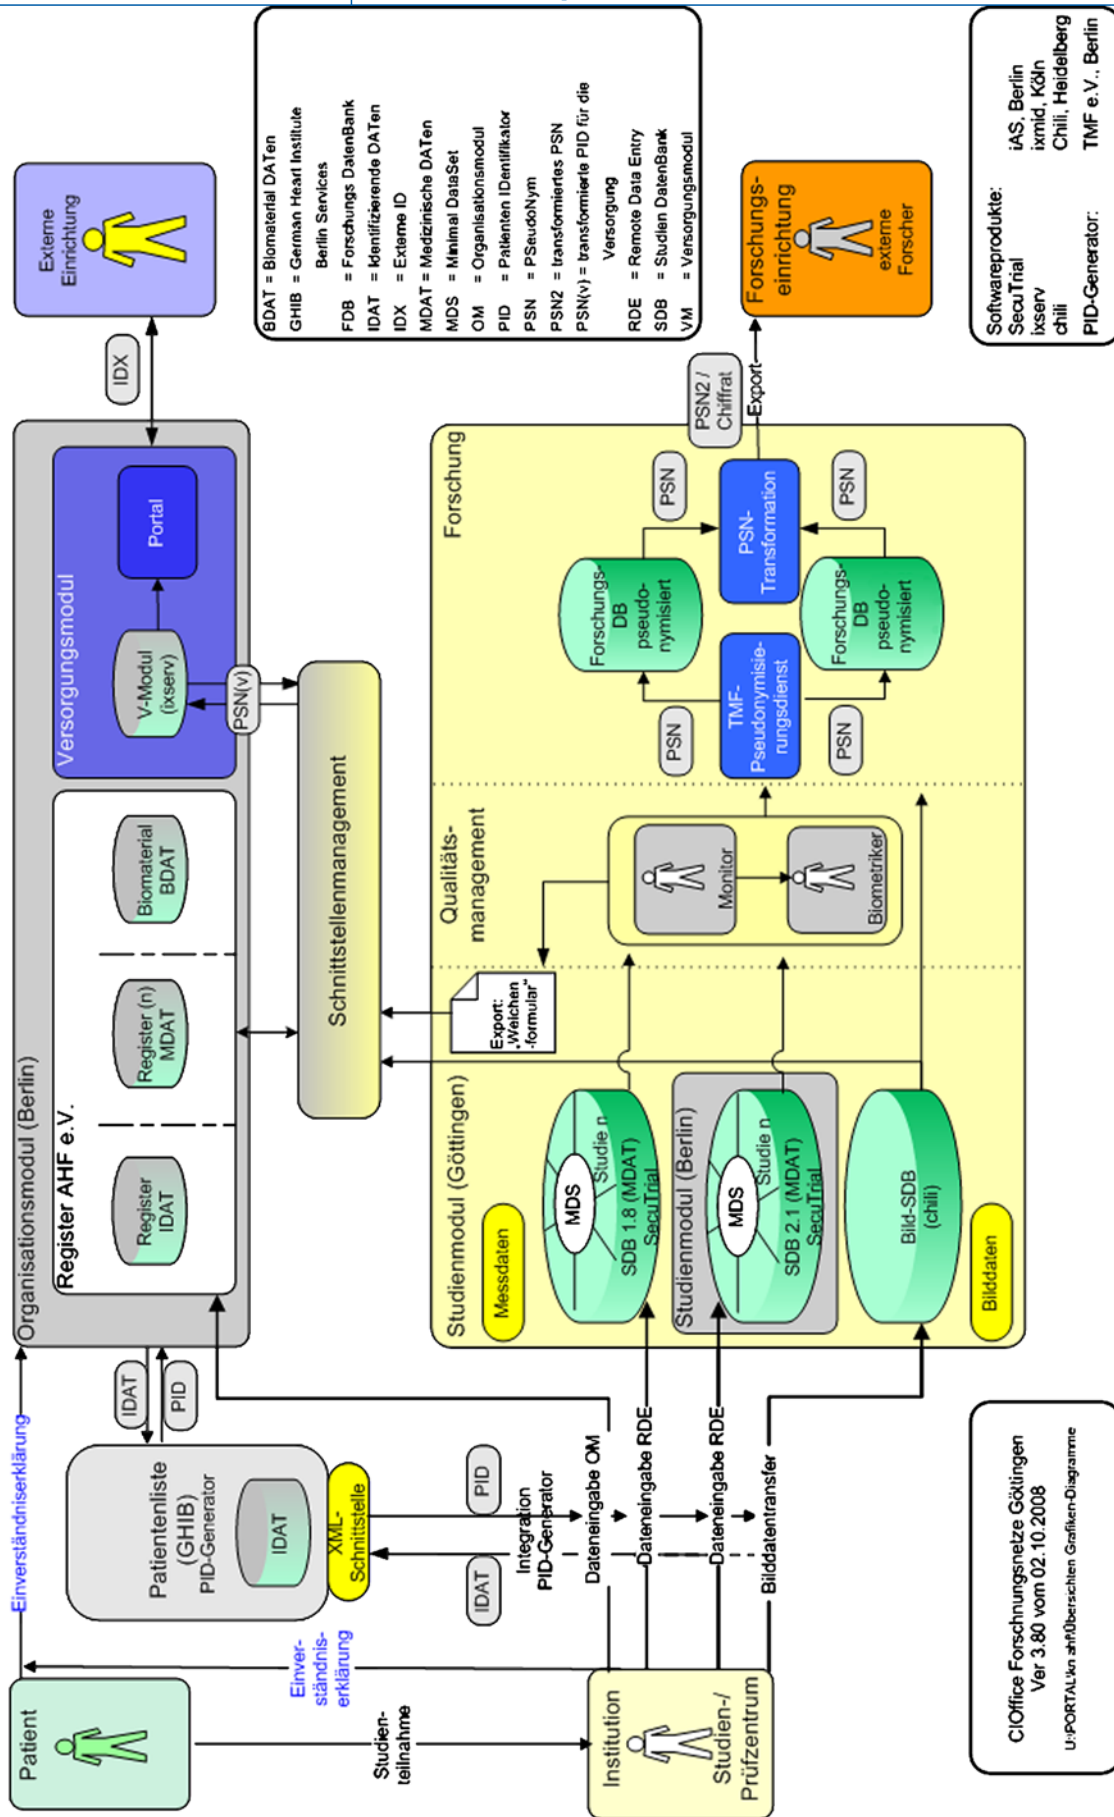 Patient
Einverständniserklärung
Einver-
ständnis-
erklärung
Studien-
teilnahme
Institution
Studien-/
Prüfzentrum
Patientenliste
(GHIB)
PID-Generator
IDAT
XML-
Schnittstelle
IDAT
PID
IDAT
PID
Integration
PID-Generator
Dateneingabe OM
Dateneingabe RDE
Dateneingabe RDE
Bilddatentransfer
Organisationsmodul (Berlin)
Register AHF e.V.
Register
IDAT
Register (n)
MDAT
Biomaterial
BDAT
Versorgungsmodul
V-Modul
(ixserv)
Portal
PSN(v)
IDX
Externe
Einrichtung
Schnittstellenmanagement
Studienmodul (Göttingen)
Messdaten
MDS
Studie n
SDB 1.8 (MDAT)
SecuTrial
Studienmodul (Berlin)
MDS
Studie n
SDB 2.1 (MDAT)
SecuTrial
Bild-SDB
(chili)
Bilddaten
Export:
"Weichen
-formular"
Qualitäts-
management
Monitor
Biometriker
Forschung
TMF-
Pseudonymisie-
rungsdienst
PSN
PSN
Forschungs-
DB
pseudo-
nymisiert
Forschungs-
DB
pseudo-
nymisiert
PSN
PSN
PSN-
Transformation
PSN2 /
Chiffrat
Export
Forschungs-
einrichtung
externe
Forscher
BDAT = Biomaterial DATen
GHIB = German Heart Institute
Berlin Services
FDB = Forschungs DatenBank
IDAT = Identifizierende DATen
IDX = Externe ID
MDAT = Medizinische DATen
MDS = Minimal DataSet
OM = Organisationsmodul
PID = Patienten IDentifikator
PSN = PSeudoNym
PSN2 = transformiertes PSN
PSN(v) = transformierte PID für die
Versorgung
RDE = Remote Data Entry
SDB = Studien DatenBank
VM = Versorgungsmodul
Softwareprodukte:
SecuTrial iAS, Berlin
ixserv ixmid, Köln
chili Chili, Heidelberg
PID-Generator: TMF e.V., Berlin
CIOffice Forschnungsnetze Göttingen
Ver 3.80 vom 02.10.2008
U:\PORTAL\kn ahf\Übersichten Grafiken-Diagramme